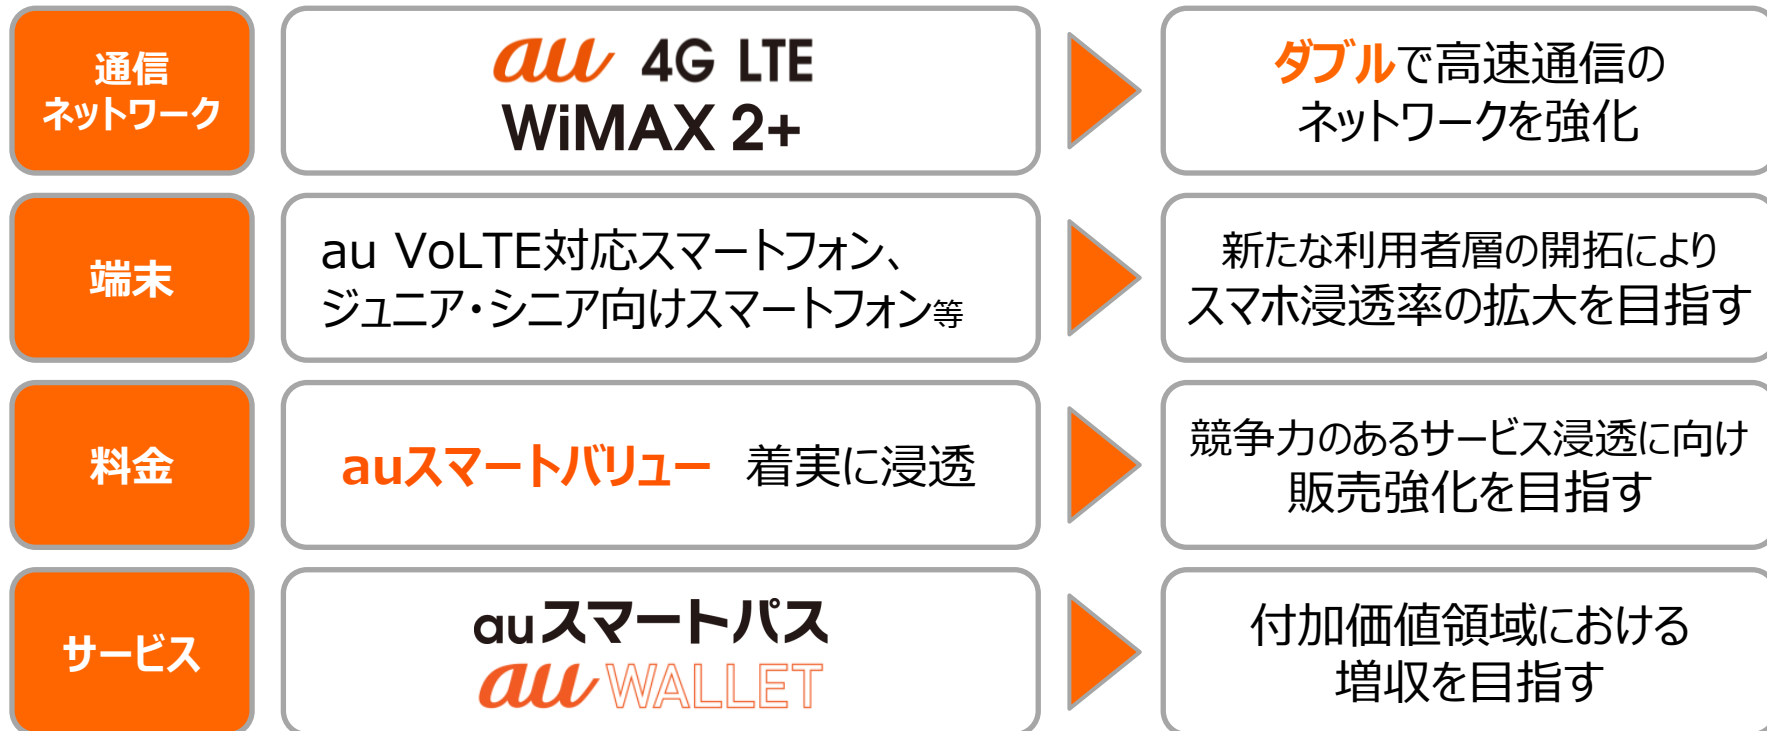 通信
ネットワーク
au 4G LTE
WiMAX 2+
ダブルで高速通信の
ネットワークを強化
端末
au VoLTE対応スマートフォン、
ジュニア・シニア向けスマートフォン等
新たな利用者層の開拓により
スマホ浸透率の拡大を目指す
料金
auスマートバリュー 着実に浸透
競争力のあるサービス浸透に向け
販売強化を目指す
サービス
auスマートパス
au WALLET
付加価値領域における
増収を目指す